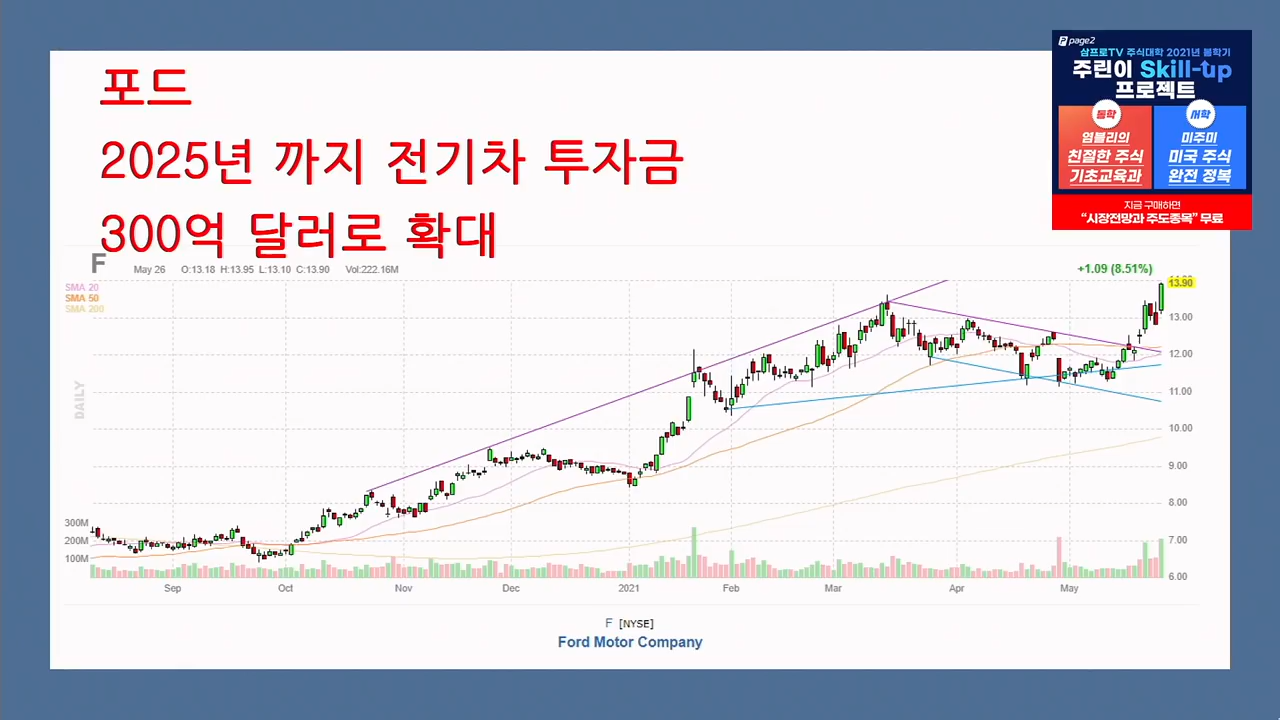 포드
2025년 까지 전기차 투자금
300억 달러로 확대
page2
삼프로TV 주식대학 2021년 봄학기
주린이 Skill-up
프로젝트
동학
염블리의
친절한 주식
기초교육과
서학
미주미
미국 주식
완전 정복
지금 구매하면
“시장전망과 주도종목” 무료
F May 26 O:13.18 H:13.95 L:13.10 C:13.90 Vol:222.16M +1.09 (8.51%)
SMA 20
SMA 50
SMA 200
DAILY
13.90
13.00
12.00
11.00
10.00
9.00
8.00
7.00
6.00
300M
200M
100M
Sep Oct Nov Dec 2021 Feb Mar Apr May
F [NYSE]
Ford Motor Company